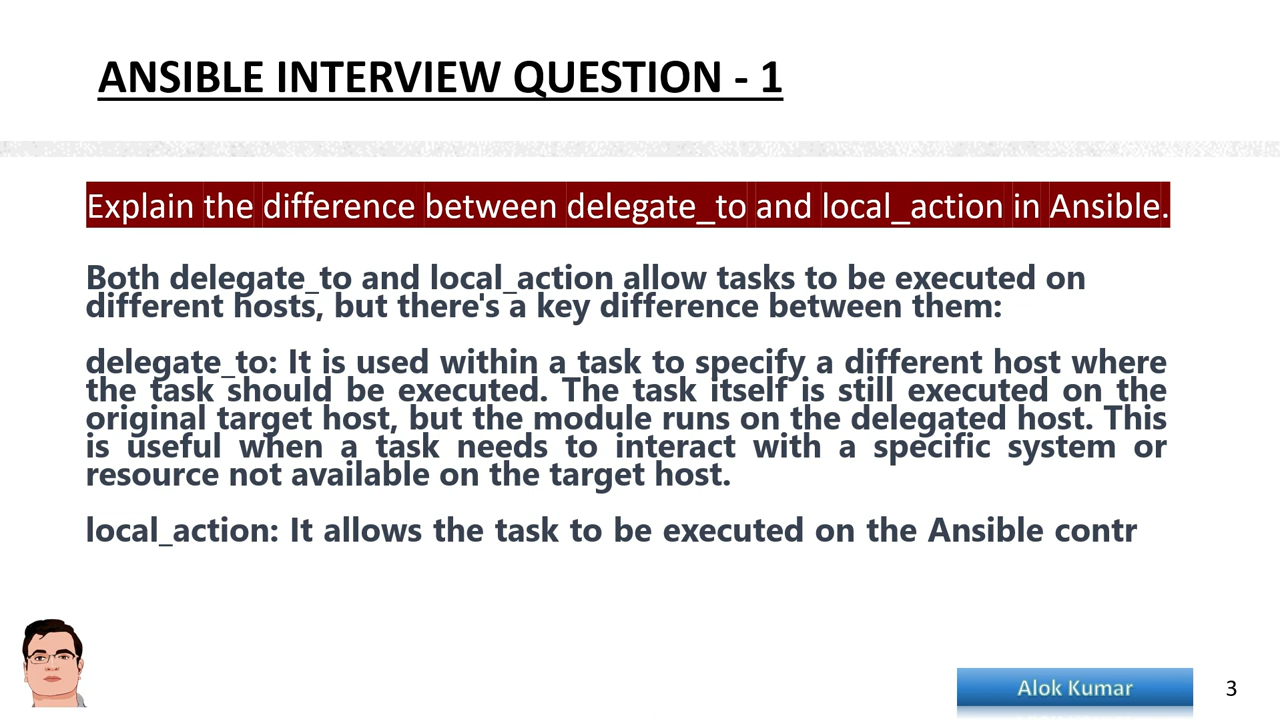 ANSIBLE INTERVIEW QUESTION - 1
Explain the difference between delegate_to and local_action in Ansible.
Both delegate_to and local_action allow tasks to be executed on
different hosts, but there's a key difference between them:
delegate_to: It is used within a task to specify a different host where
the task should be executed. The task itself is still executed on the
original target host, but the module runs on the delegated host. This
is useful when a task needs to interact with a specific system or
resource not available on the target host.
local_action: It allows the task to be executed on the Ansible contr
Alok Kumar
3